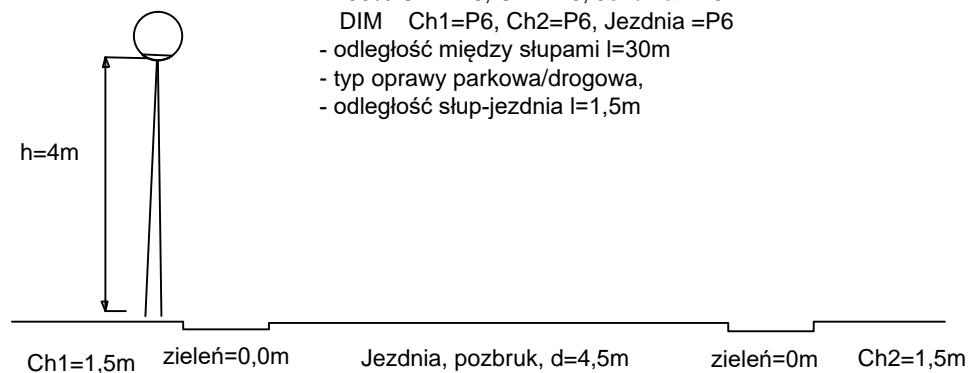 DIM Ch1=P6, Ch2=P6, Jezdnia =P6
- odległość między słupami l=30m
- typ oprawy parkowa/drogowa,
- odległość słup-jezdnia l=1,5m
h=4m
Ch1=1,5m zieleń=0,0m Jezdnia, pozbruk, d=4,5m zieleń=0m Ch2=1,5m